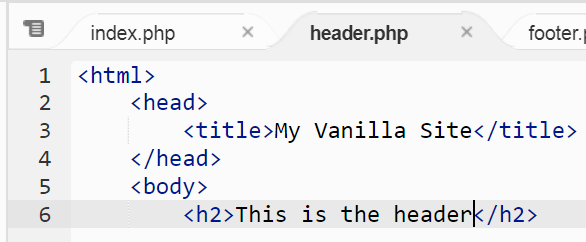 index.php × header.php × footer.
1 <html>
2 <head>
3 <title>My Vanilla Site</title>
4 </head>
5 <body>
6 <h2>This is the header</h2>